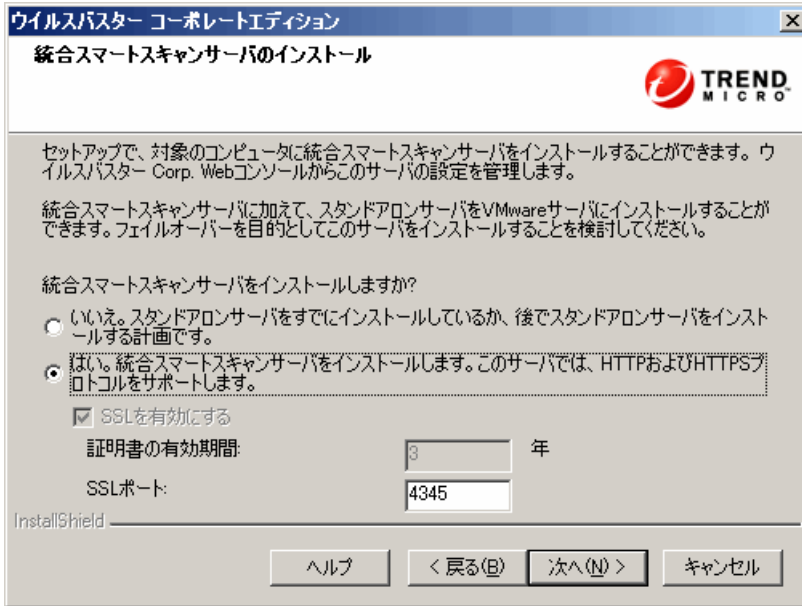 ウイルスバスター コーポレートエディション
統合スマートスキャンサーバのインストール
TREND
MICRO
セットアップで、対象のコンピュータに統合スマートスキャンサーバをインストールすることができます。ウ
イルスバスター Corp. Webコンソールからこのサーバの設定を管理します。
統合スマートスキャンサーバに加えて、スタンドアロンサーバをVMwareサーバにインストールすることが
できます。フェイルオーバーを目的としてこのサーバをインストールすることを検討してください。
統合スマートスキャンサーバをインストールしますか?
いいえ。スタンドアロンサーバをすでにインストールしているか、後でスタンドアロンサーバをインスト
ールする計画です。
はい。統合スマートスキャンサーバをインストールします。このサーバでは、HTTPおよびHTTPSプ
ロトコルをサポートします。
SSLを有効にする
証明書の有効期間: 3 年
SSLポート: 4345
InstallShield
ヘルプ < 戻る(B) 次へ(N) > キャンセル